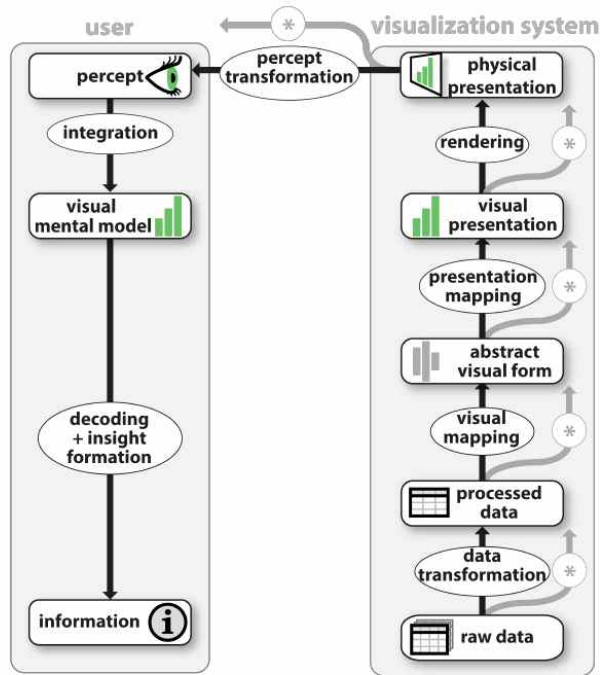 user
visualization system
*
percept
percept
transformation
physical
presentation
integration
rendering
*
visual
mental model
visual
presentation
presentation
mapping
*
abstract
visual form
decoding
+ insight
formation
visual
mapping
*
processed
data
data
transformation
*
information
i
raw data